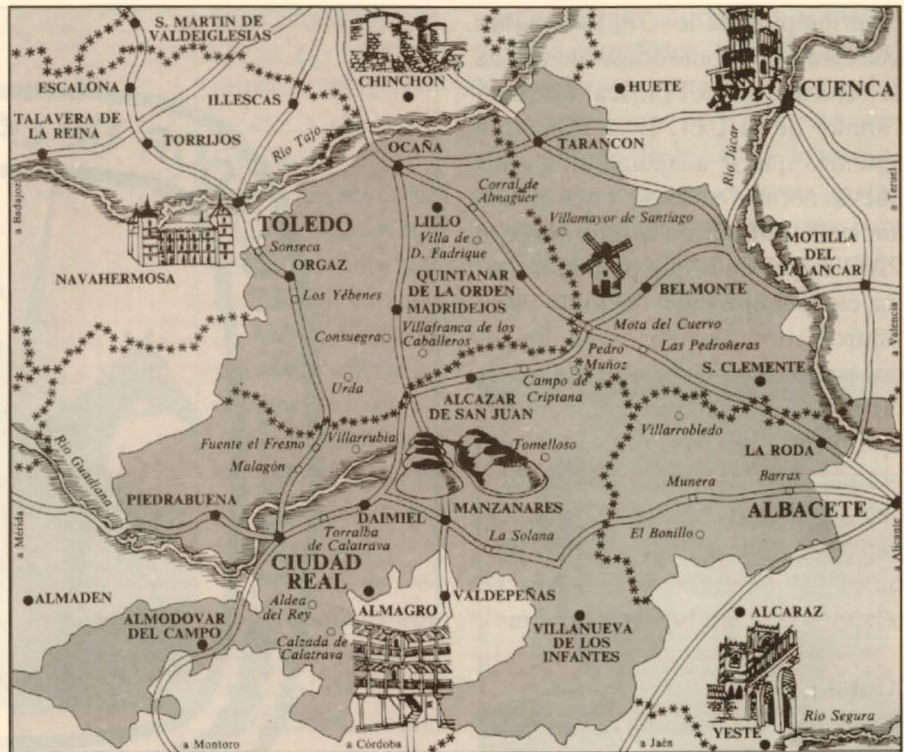 S. MARTIN DE
VALDEIGLESIAS
CHINCHON
HUETE
CUENCA
ESCALONA
ILLESCAS
TALAVERA DE
LA REINA
TORRIJOS
Río Tajo
OCAÑA
TARANCON
Río Júcar
a Badajoz
a Teruel
Corral de
Almaguer
TOLEDO
LILLO
Villamayor de Santiago
Villa de
D. Fadrique
Sonseca
MOTILLA
DEL
PALANCAR
NAVAHERMOSA
ORGAZ
QUINTANAR
DE LA ORDEN
BELMONTE
Los Yébenes
MADRIDEJOS
a Valencia
Consuegra
Villafranca de los
Caballeros
Mota del Cuervo
Pedro
Muñoz
Las Pedroñeras
S. CLEMENTE
Urda
ALCAZAR
DE SAN JUAN
Campo de
Criptana
Villarrobledo
Fuente el Fresno
Villarrubia
Tomelloso
LA RODA
Malagón
Río Guadiana
Munera
Barrax
PIEDRABUENA
DAIMIEL
MANZANARES
ALBACETE
a Mérida
Torralba
de Calatrava
La Solana
El Bonillo
a Alicante
CIUDAD
REAL
ALMADEN
Aldea
del Rey
ALMAGRO
VALDEPEÑAS
ALCARAZ
ALMODOVAR
DEL CAMPO
Calzada de
Calatrava
VILLANUEVA
DE LOS
INFANTES
Río Segura
YESTE
a Montoro
a Córdoba
a Jaén